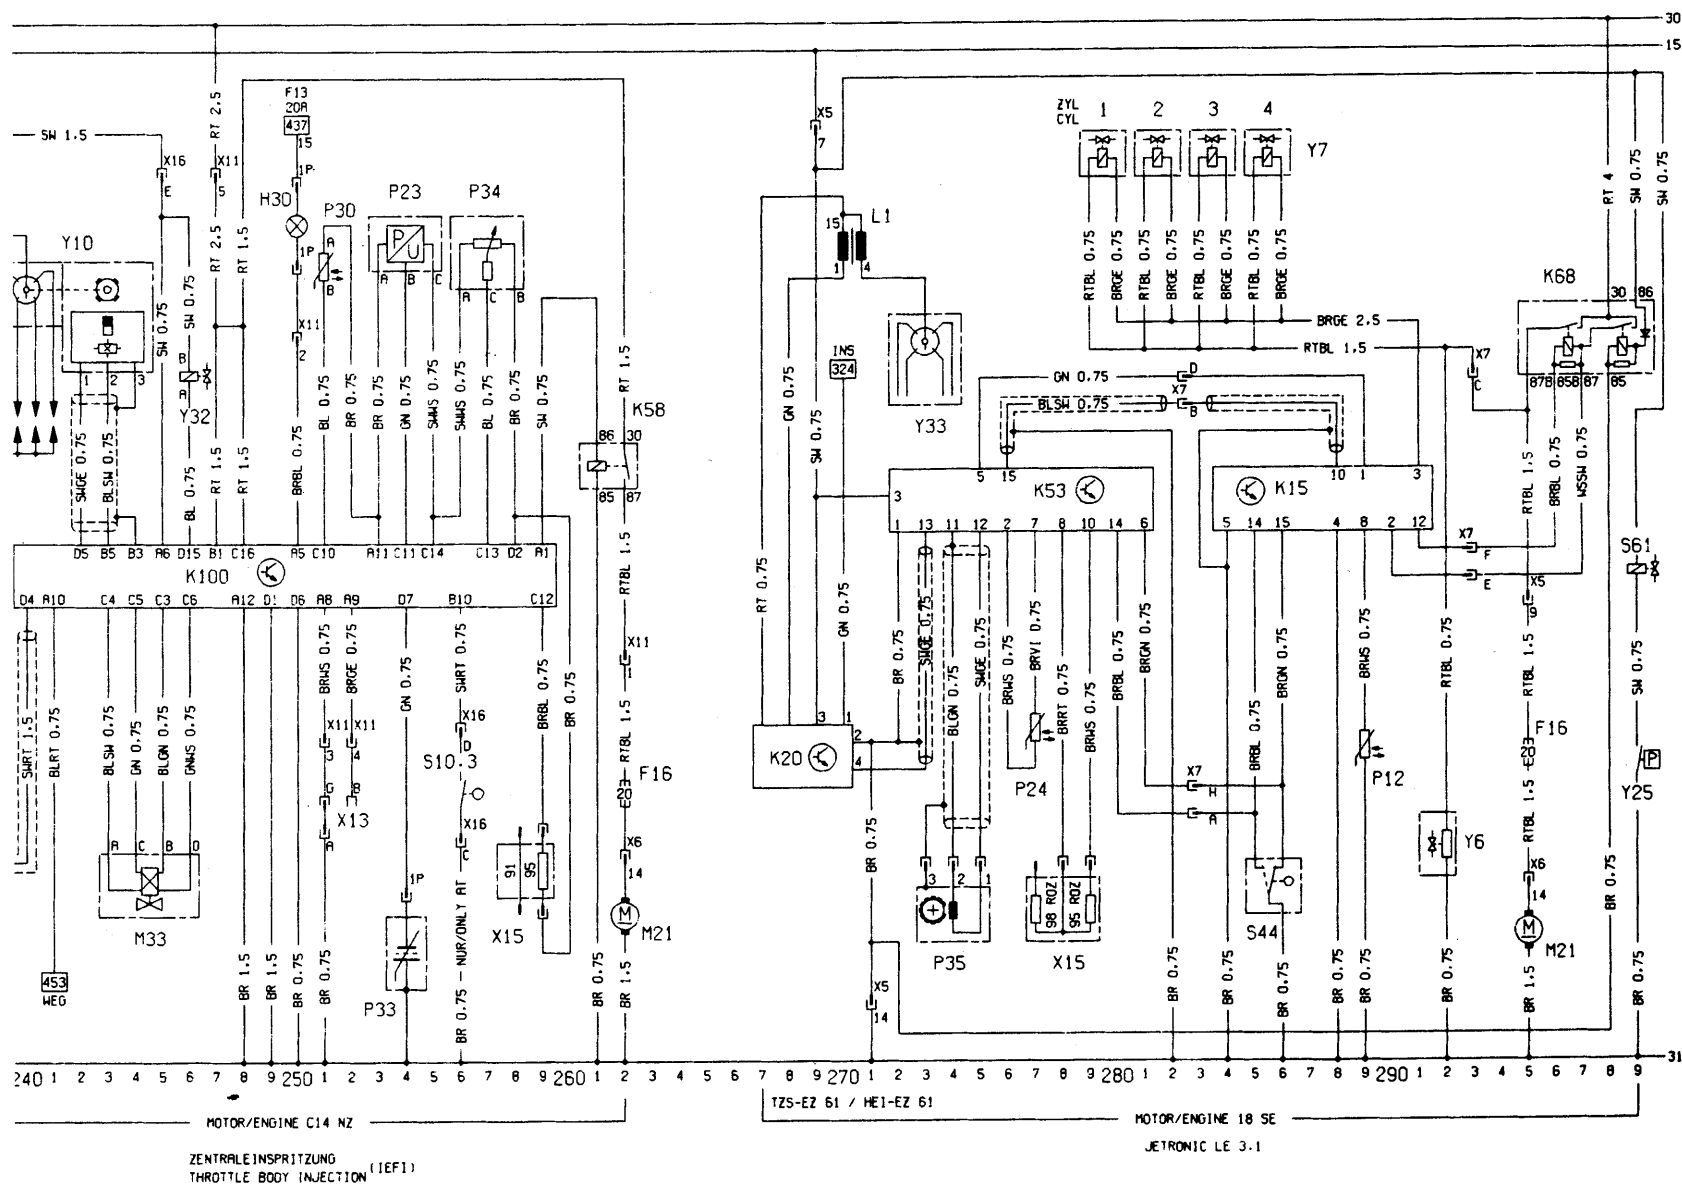 30
15
SW 1.5
X16
E
RT 2.5
X11
5
RT 2.5
RT 1.5
F13
20A
437
15
1P
H30
1P
X11
2
BRBL 0.75
P30
A
B
BL 0.75
BR 0.75
P23
P U
A B C
BR 0.75
GN 0.75
SWWS 0.75
P34
A C B
SWWS 0.75
BL 0.75
BR 0.75
SW 0.75
Y10
1 2 3
SWGE 0.75
BLSW 0.75
SW 0.75
SW 0.75
B
A
Y32
BL 0.75
RT 1.5
RT 1.5
RT 1.5
K58
86 30
85 87
D5 B5 B3 A6 D15 B1 C16 A5 C10 A11 C11 C14 C13 D2 A1
K100
D4 A10 C4 C5 C3 C6 A12 D1 D6 A8 A9 D7 B10 C12
SWRT 1.5
BLRT 0.75
453
WEG
BLSW 0.75
GN 0.75
BLGN 0.75
GNWS 0.75
A C B D
M33
BR 1.5
BR 1.5
BR 0.75
BRWS 0.75
BRGE 0.75
X11 X11
3 4
G B
X13
A
BR 0.75
GN 0.75
1P
P33
SWRT 0.75
X16
D
S10.3
X16
C
BR 0.75 - NUR/ONLY AT
BRBL 0.75
BR 0.75
91
95
X15
BR 0.75
RTBL 1.5
X11
1
RTBL 1.5
F16
20
X6
14
M
M21
BR 1.5
X5
7
15
L1
1 4
RT 0.75
GN 0.75
SW 0.75
INS
324
GN 0.75
Y33
ZYL
CYL
1 2 3 4
Y7
RTBL 0.75
BRGE 0.75
RTBL 0.75
BRGE 0.75
RTBL 0.75
BRGE 0.75
RTBL 0.75
BRGE 0.75
BRGE 2.5
RTBL 1.5
X7
C
RT 4
SW 0.75
SW 0.75
K68
30 86
87B 85B 87 85
GN 0.75
D
X7
BLSW 0.75
B
5 15
3
K53
1 13 11 12 2 7 8 10 14 6
10 1 3
K15
5 14 15 4 8 2 12
RTBL 1.5
BRBL 0.75
WSSW 0.75
X7
F
E
X5
9
S61
3 1
2
4
K20
BR 0.75
SWGE 0.75
BLGN 0.75
SWGE 0.75
BRWS 0.75
BRVI 0.75
P24
BRRT 0.75
BRWS 0.75
BRBL 0.75
BRGN 0.75
X7
H
A
BRBL 0.75
BRGN 0.75
BRWS 0.75
P12
RTBL 0.75
Y6
RTBL 1.5
F16
20
RTBL 1.5
X6
14
M
M21
BR 1.5
SW 0.75
P
Y25
BR 0.75
BR 0.75
BR 0.75
X5
14
3 2 1
P35
98 ROZ
95 ROZ
X15
S44
BR 0.75
BR 0.75
BR 0.75
BR 0.75
BR 0.75
BR 0.75
31
240 1 2 3 4 5 6 7 8 9 250 1 2 3 4 5 6 7 8 9 260 1 2 3 4 5 6 7 8 9 270 1 2 3 4 5 6 7 8 9 280 1 2 3 4 5 6 7 8 9 290 1 2 3 4 5 6 7 8 9
TZS-EZ 61 / HEI-EZ 61
MOTOR/ENGINE C14 NZ
MOTOR/ENGINE 18 SE
JETRONIC LE 3.1
ZENTRALEINSPRITZUNG
THROTTLE BODY INJECTION (IEFI)